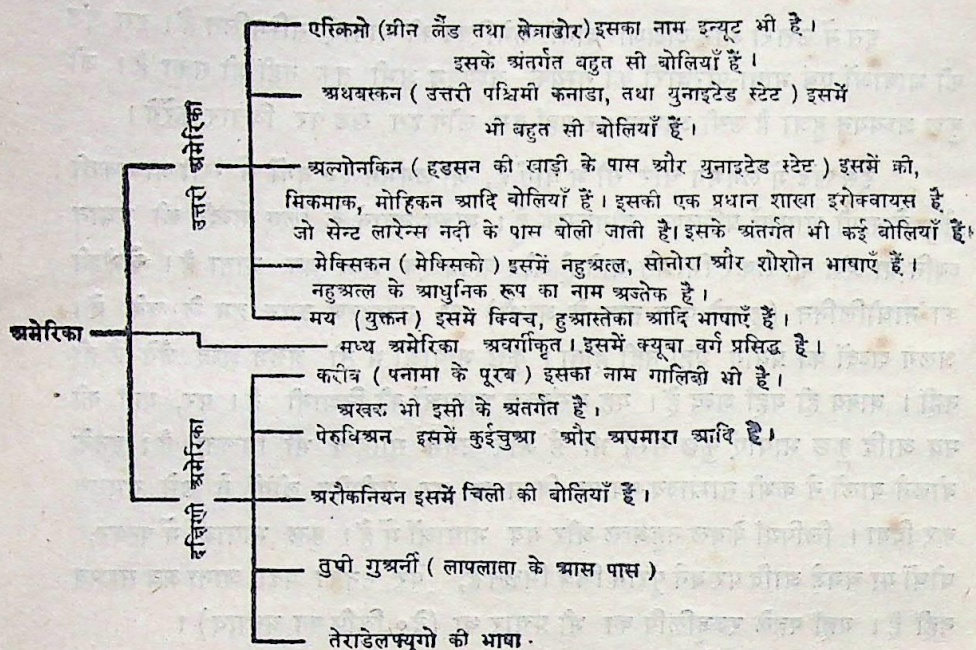 एस्किमो (ग्रीन लैंड तथा लेब्राडोर) इसका नाम इन्यूट भी है।
इसके अंतर्गत बहुत सी बोलियाँ हैं।
अथबस्कन ( उत्तरी पश्चिमी कनाडा, तथा युनाइटेड स्टेट ) इसमें
भी बहुत सी बोलियाँ हैं।
अल्गोनकिन ( हडसन की खाड़ी के पास और युनाइटेड स्टेट ) इसमें क्री,
मिकमाक, मोहिकन आदि बोलियाँ हैं। इसकी एक प्रधान शाखा इरोक्वायस है
जो सेन्ट लारेन्स नदी के पास बोली जाती है। इसके अंतर्गत भी कई बोलियाँ हैं।
मेक्सिकन ( मेक्सिको ) इसमें नहुअत्ल, सोनोरा और शोशोन भाषाएँ हैं।
नहुअत्ल के आधुनिक रूप का नाम अज़्तेक है।
मय (युक्तन) इसमें क्विच, हुआस्तेका आदि भाषाएँ हैं।
उत्तरी अमेरिका
अमेरिका
मध्य अमेरिका अवर्गीकृत। इसमें क्यूबा वर्ग प्रसिद्ध है।
करीब ( पनामा के पूरब ) इसका नाम गालिबी भी है।
अरवक भी इसी के अंतर्गत है।
पेरुविअन इसमें कुईचुआ और अयमारा आदि हैं।
अरौकनियन इसमें चिली की बोलियाँ हैं।
तुपी गुअर्नी ( लाप्लाता के आस पास )
तेराडेलफ्यूगो की भाषा.
दक्षिणी अमेरिका